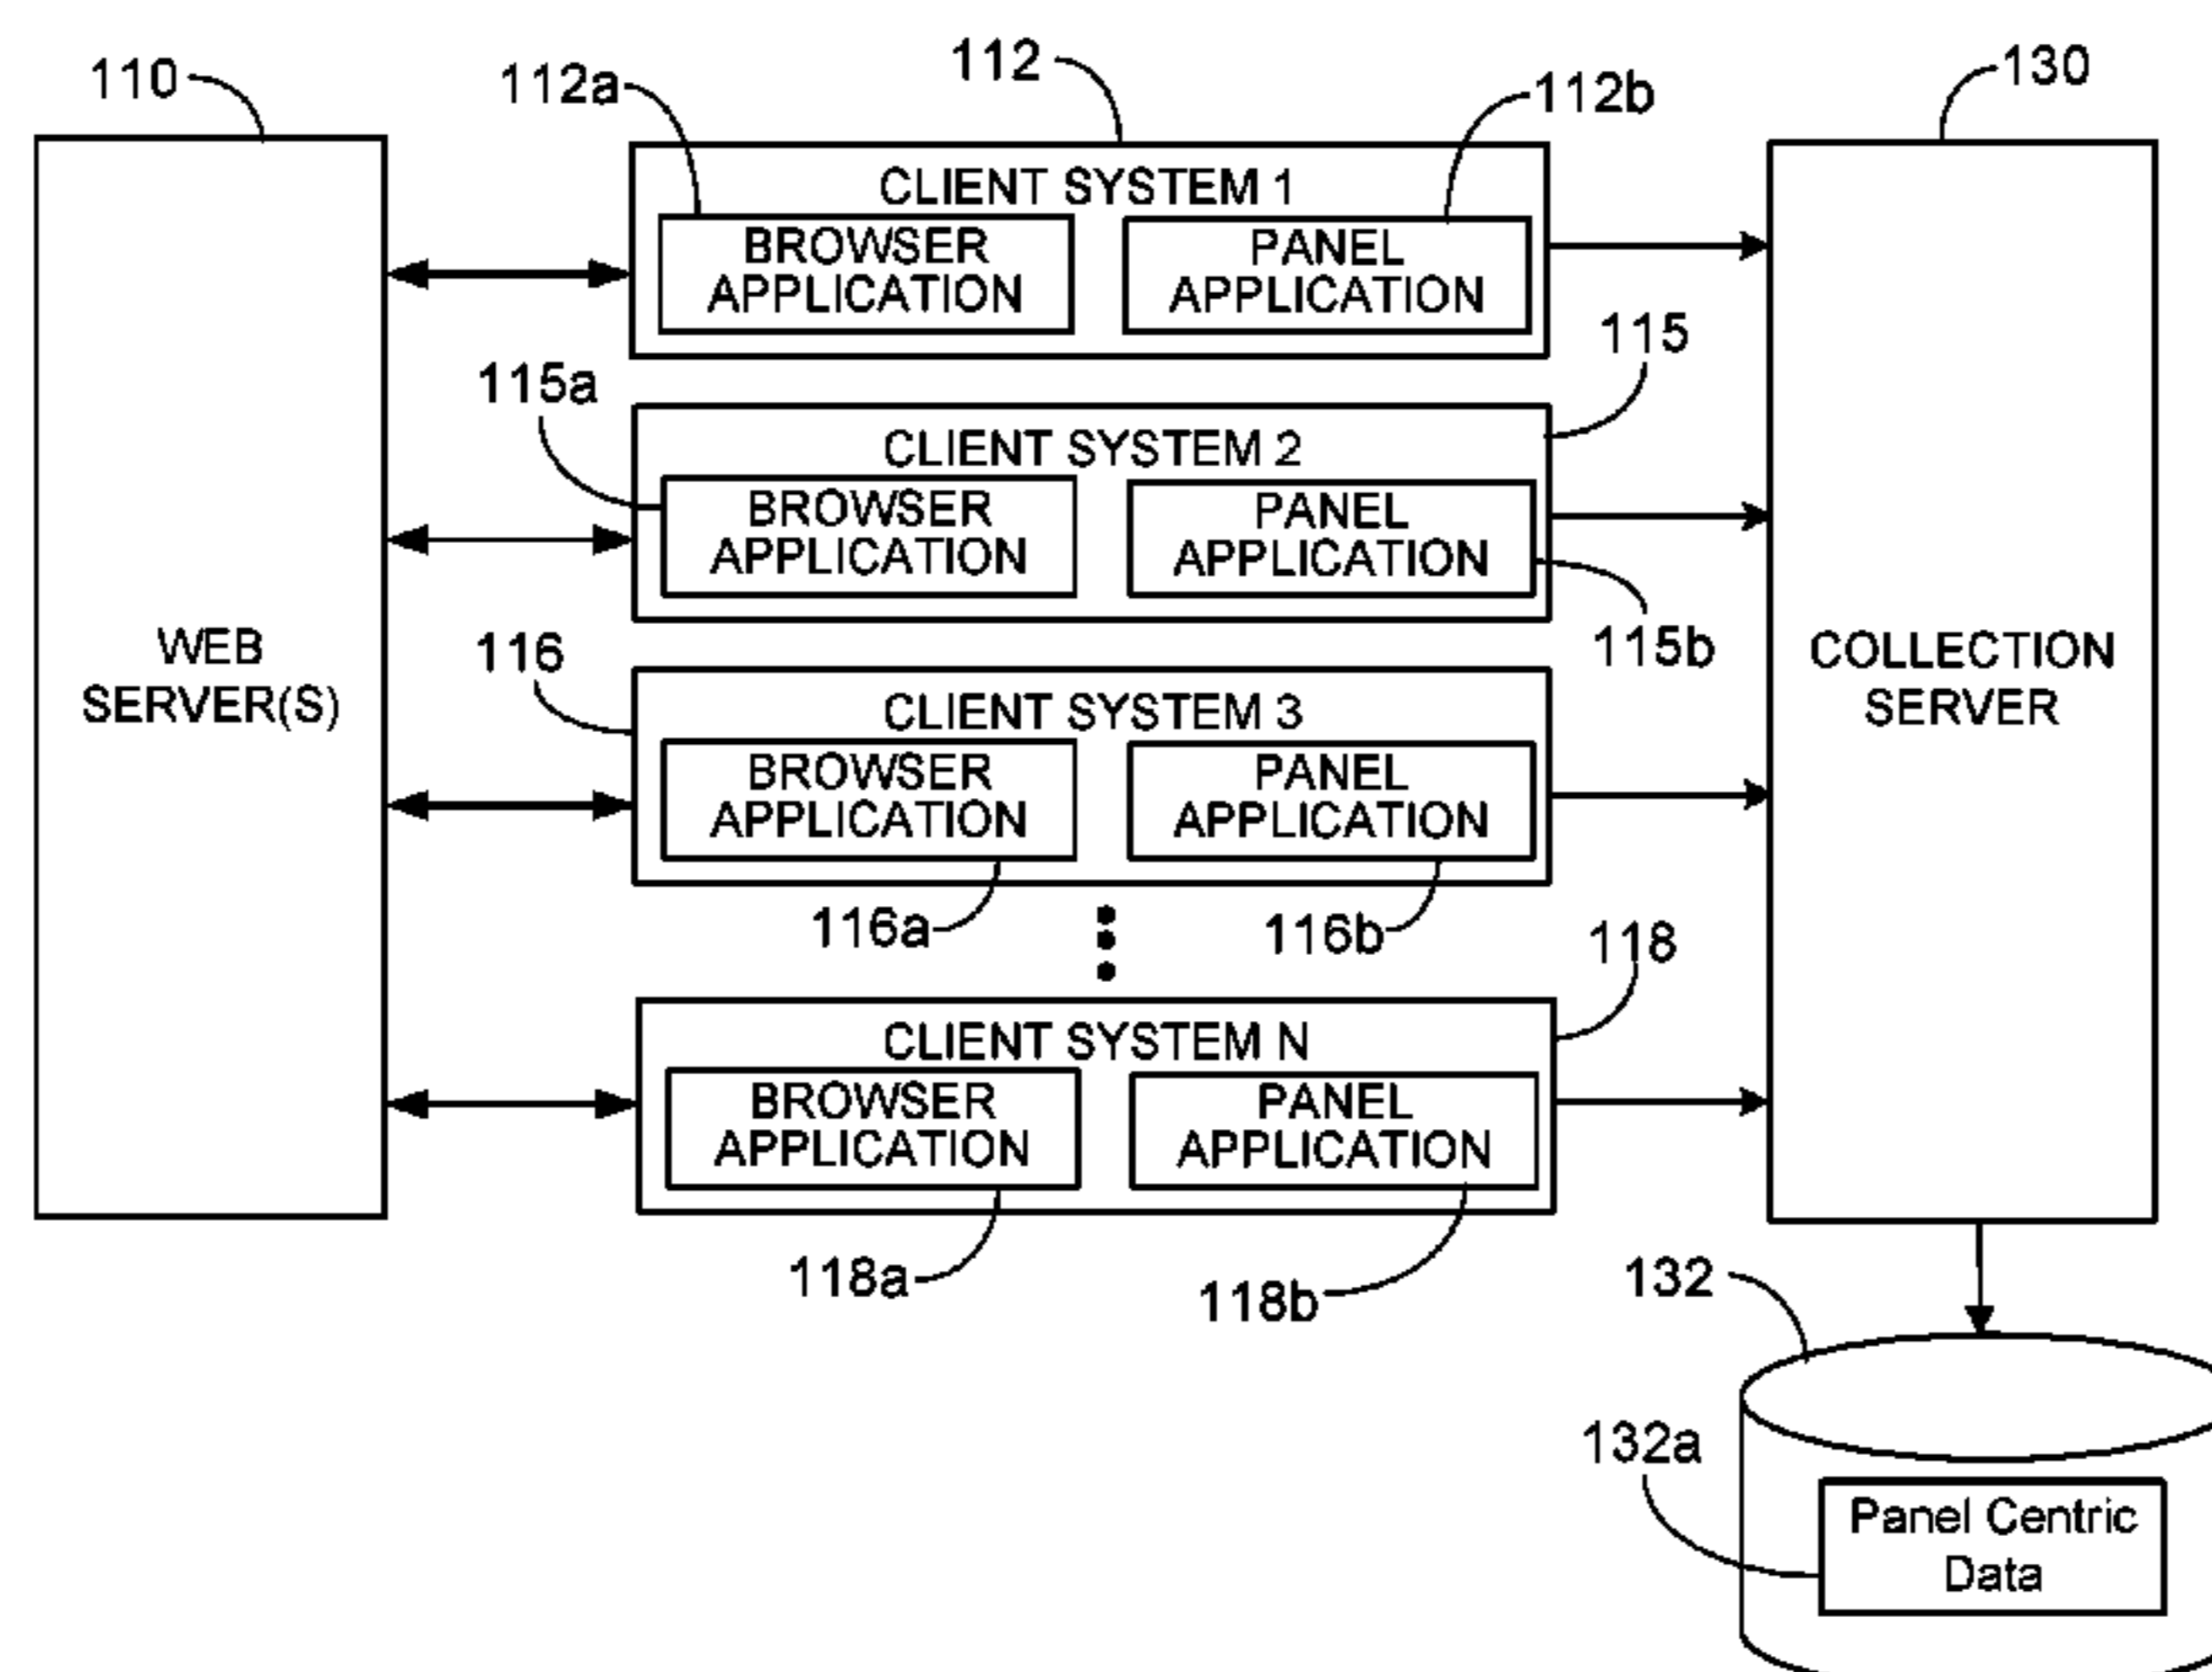 110
112a
112
112b
130
CLIENT SYSTEM 1
BROWSER
APPLICATION
PANEL
APPLICATION
115a
115
CLIENT SYSTEM 2
BROWSER
APPLICATION
PANEL
APPLICATION
115b
WEB
SERVER(S)
COLLECTION
SERVER
116
CLIENT SYSTEM 3
BROWSER
APPLICATION
PANEL
APPLICATION
116a
116b
118
CLIENT SYSTEM N
BROWSER
APPLICATION
PANEL
APPLICATION
118a
118b
132
132a
Panel Centric
Data